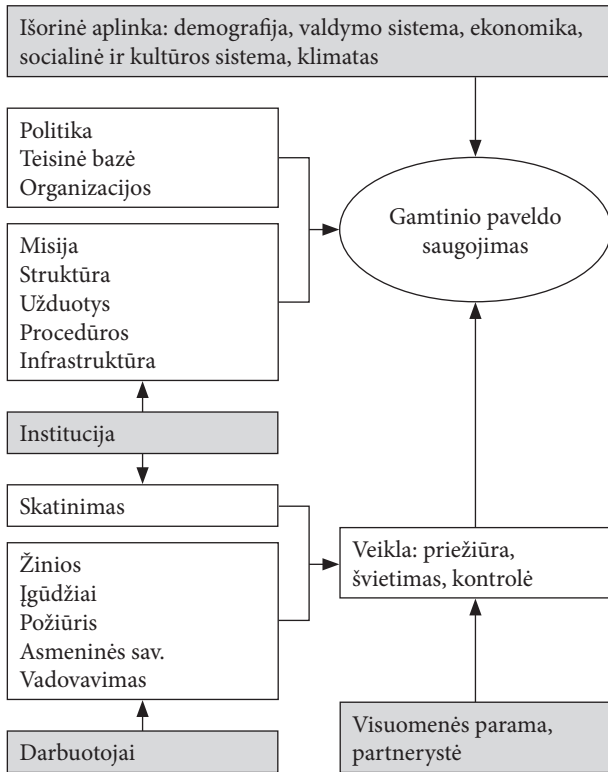 Išorinė aplinka: demografija, valdymo sistema, ekonomika,
socialinė ir kultūros sistema, klimatas
Politika
Teisinė bazė
Organizacijos
Gamtinio paveldo
saugojimas
Misija
Struktūra
Užduotys
Procedūros
Infrastruktūra
Institucija
Skatinimas
Žinios
Įgūdžiai
Požiūris
Asmeninės sav.
Vadovavimas
Veikla: priežiūra,
švietimas, kontrolė
Darbuotojai
Visuomenės parama,
partnerystė